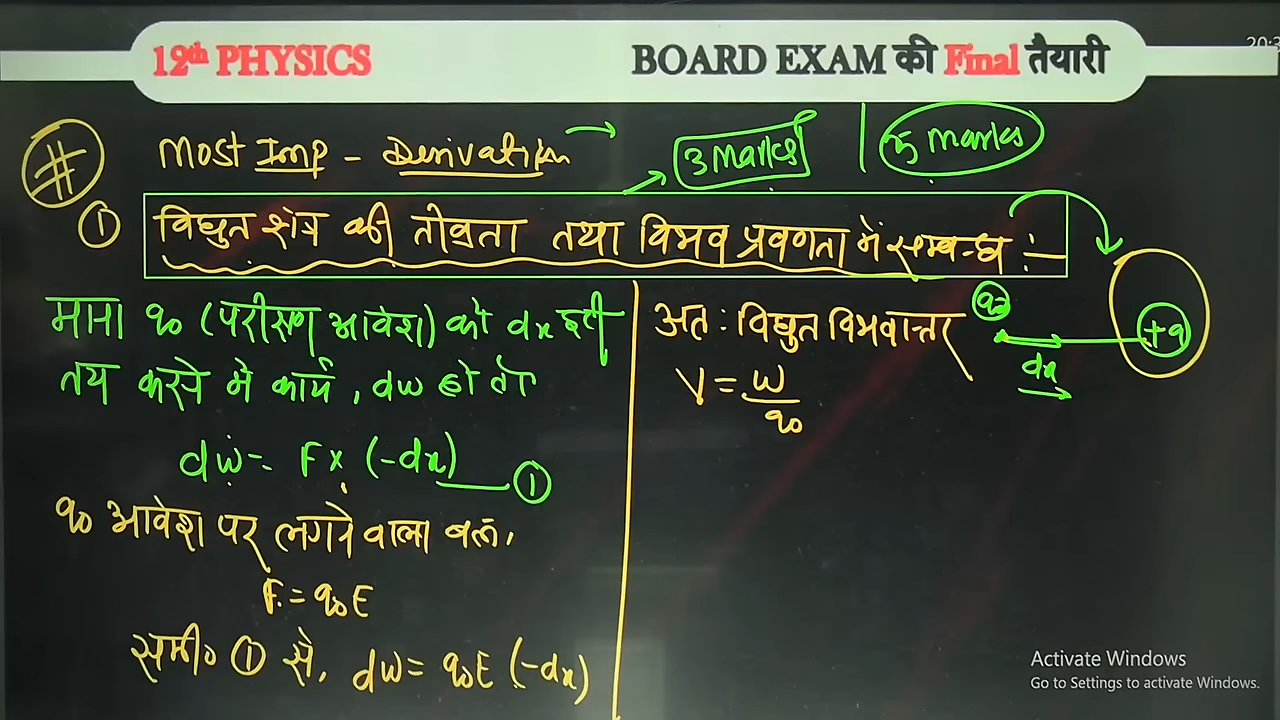 20:3
12th PHYSICS BOARD EXAM की Final तैयारी
# Most Imp - Derivation → 3 Marks | 5 marks
① विद्युत क्षेत्र की तीव्रता तथा विभव प्रवणता में सम्बन्ध :-
माना q₀ (परीक्षण आवेश) को dx दूरी
तय करने में कार्य, dw हो तो
dw = F x (-dx) ①
q₀ आवेश पर लगने वाला बल,
F = q₀E
समी० ① से, dw = q₀E (-dx)
अत: विद्युत विभवान्तर
V = w/q₀
q₀
+q
dx
Activate Windows
Go to Settings to activate Windows.